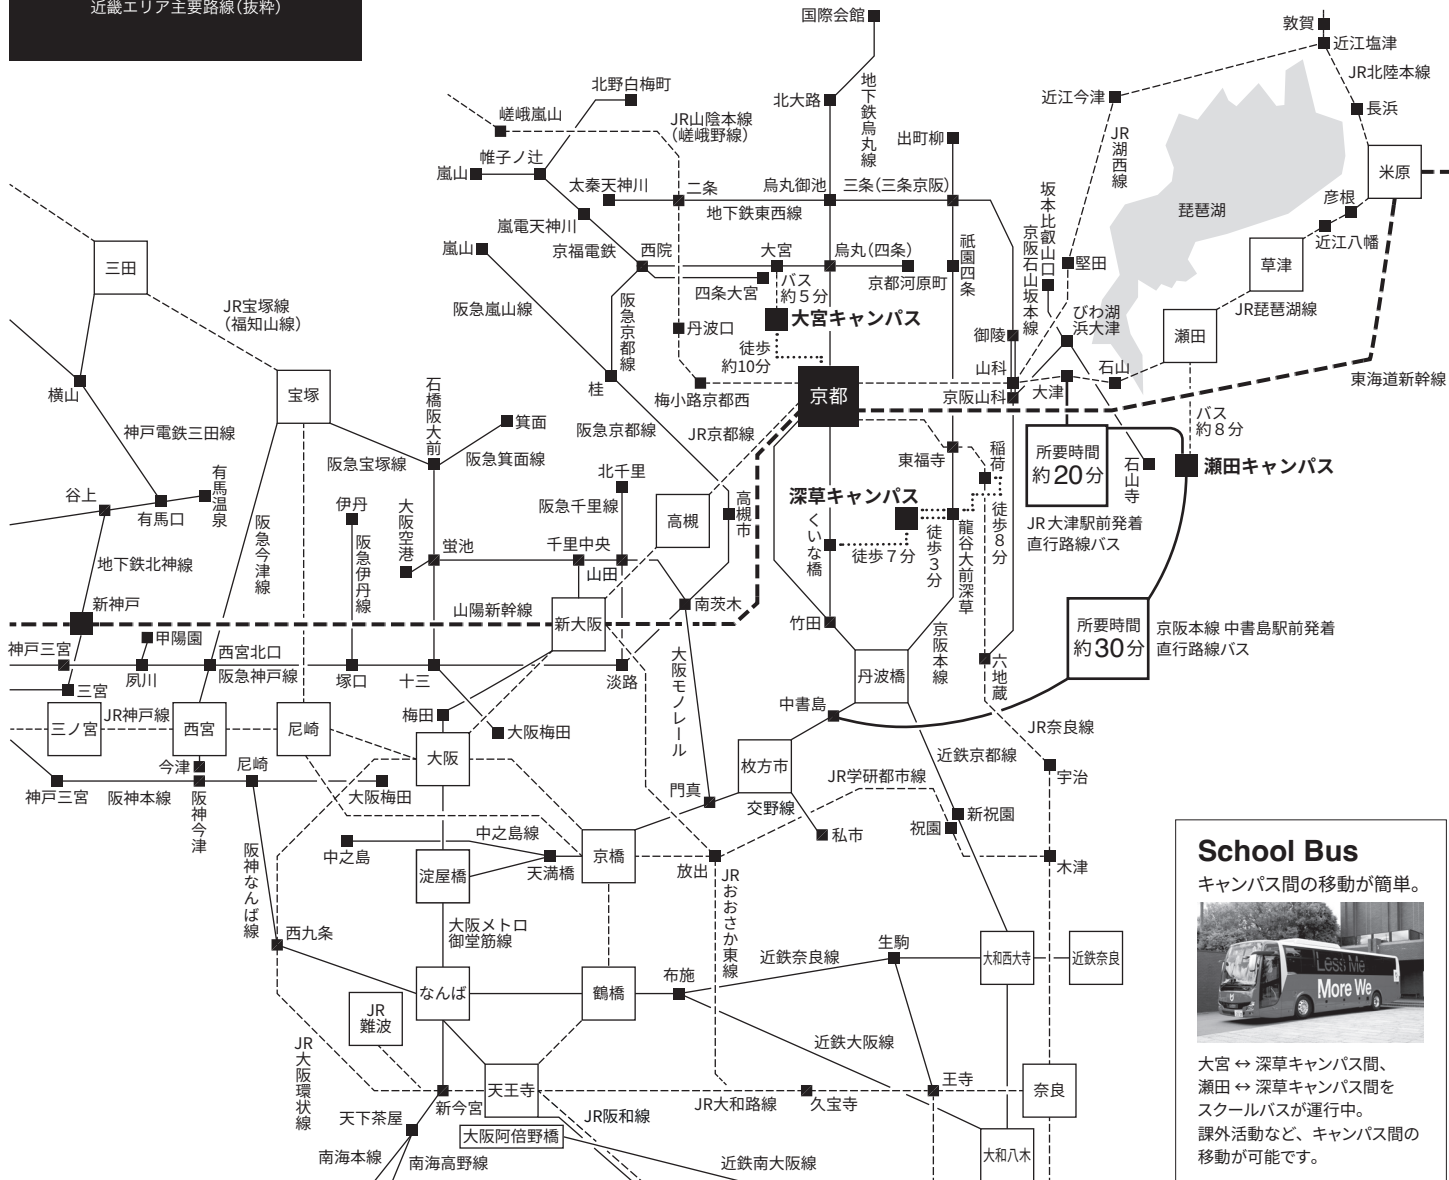 近畿エリア主要路線（抜粋）
国際会館
敦賀
近江塩津
JR北陸本線
北野白梅町
地下鉄烏丸線
近江今津
長浜
嵯峨嵐山
JR山陰本線
（嵯峨野線）
北大路
出町柳
JR湖西線
米原
帷子ノ辻
嵐山
太秦天神川
二条
烏丸御池
三条（三条京阪）
地下鉄東西線
坂本比叡山口
京阪石山坂本線
琵琶湖
彦根
近江八幡
嵐電天神川
嵐山
京福電鉄
西院
大宮
烏丸（四条）
祇園四条
堅田
草津
三田
四条大宮
バス
約5分
京都河原町
JR宝塚線
（福知山線）
阪急嵐山線
阪急京都線
大宮キャンパス
びわ湖
浜大津
JR琵琶湖線
丹波口
御陵
瀬田
徒歩
約10分
山科
石山
横山
宝塚
石橋阪大前
桂
梅小路京都西
京都
京阪山科
大津
東海道新幹線
箕面
バス
約8分
神戸電鉄三田線
阪急京都線
JR京都線
阪急宝塚線
阪急箕面線
東福寺
稲荷
所要時間
約20分
石山寺
瀬田キャンパス
谷上
有馬口
有馬温泉
伊丹
北千里
阪急千里線
高槻
高槻市
深草キャンパス
JR大津駅前発着
直行路線バス
阪急今津線
大阪空港
くいな橋
徒歩7分
徒歩3分
龍谷大前深草
徒歩8分
蛍池
千里中央
山田
地下鉄北神線
阪急伊丹線
新神戸
山陽新幹線
新大阪
南茨木
竹田
所要時間
約30分
京阪本線 中書島駅前発着
直行路線バス
神戸三宮
甲陽園
西宮北口
夙川
阪急神戸線
塚口
十三
淡路
大阪モノレール
京阪本線
丹波橋
六地蔵
三宮
三ノ宮
JR神戸線
西宮
尼崎
梅田
大阪梅田
中書島
JR奈良線
大阪
近鉄京都線
今津
尼崎
枚方市
宇治
神戸三宮
阪神本線
阪神今津
大阪梅田
門真
交野線
JR学研都市線
新祝園
祝園
私市
中之島線
中之島
天満橋
京橋
放出
木津
阪神なんば線
淀屋橋
JRおおさか東線
大阪メトロ
御堂筋線
西九条
近鉄奈良線
生駒
大和西大寺
近鉄奈良
なんば
鶴橋
布施
JR
難波
近鉄大阪線
JR大阪環状線
天王寺
王寺
奈良
新今宮
JR阪和線
JR大和路線
久宝寺
天下茶屋
大阪阿倍野橋
大和八木
南海本線
南海高野線
近鉄南大阪線
School Bus
キャンパス間の移動が簡単。
Less Me
More We
大宮 ↔ 深草キャンパス間、
瀬田 ↔ 深草キャンパス間を
スクールバスが運行中。
課外活動など、キャンパス間の
移動が可能です。